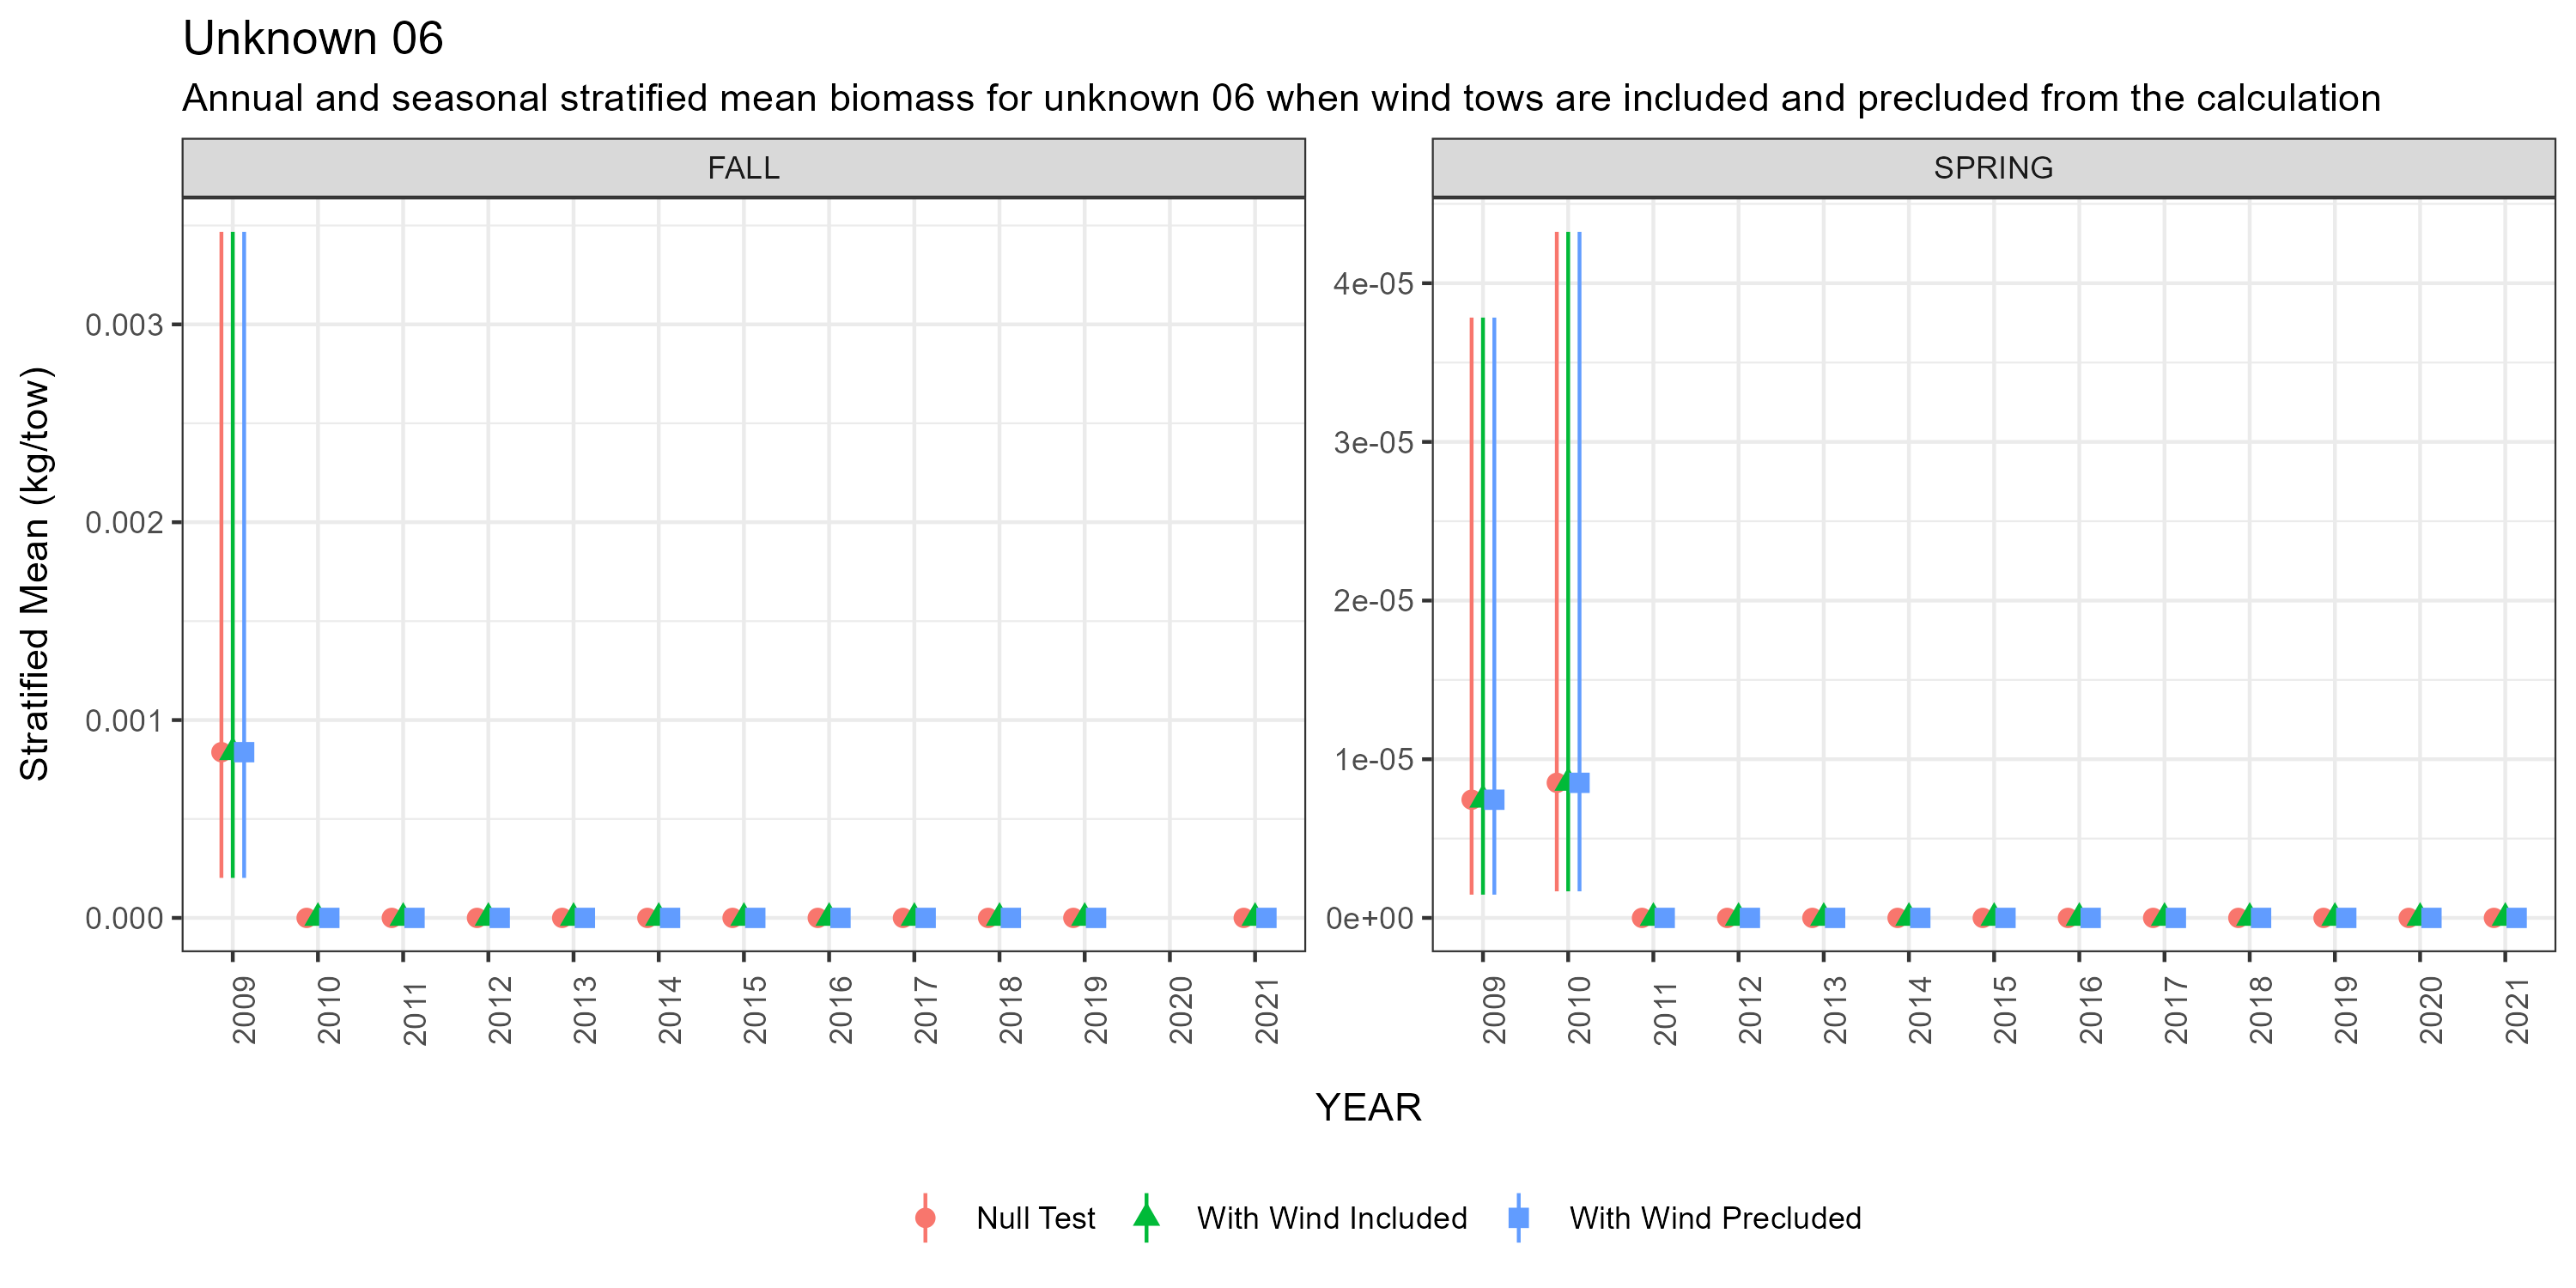 Unknown 06
Annual and seasonal stratified mean biomass for unknown 06 when wind tows are included and precluded from the calculation
FALL
SPRING
Stratified Mean (kg/tow)
0.003
0.002
0.001
0.000
4e-05
3e-05
2e-05
1e-05
0e+00
2009 2010 2011 2012 2013 2014 2015 2016 2017 2018 2019 2020 2021
2009 2010 2011 2012 2013 2014 2015 2016 2017 2018 2019 2020 2021
YEAR
Null Test With Wind Included With Wind Precluded